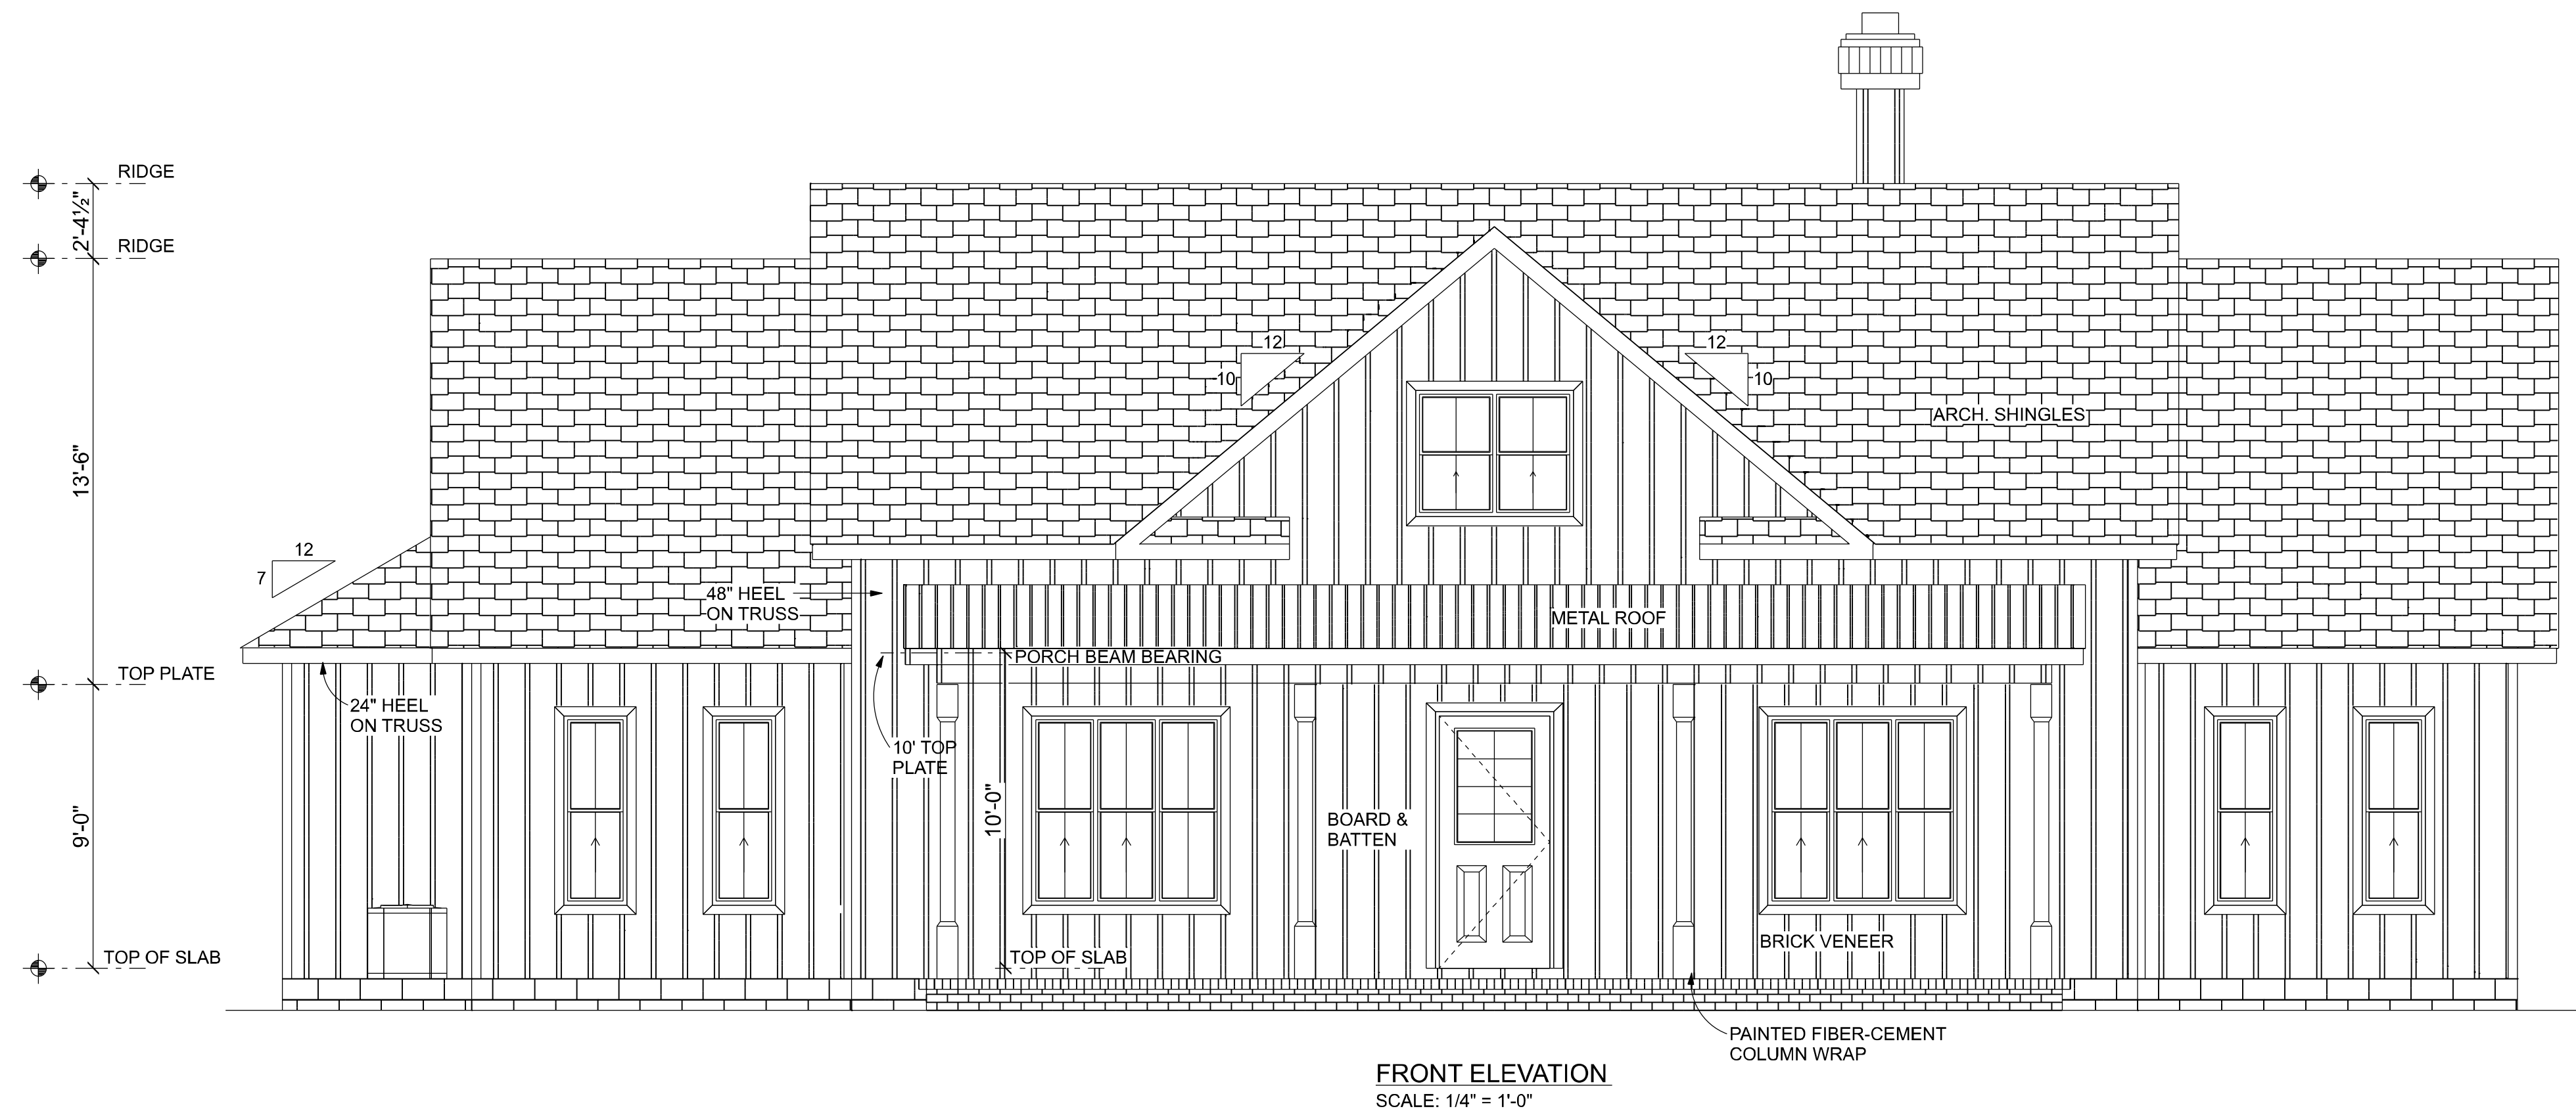 RIDGE
2'-4½"
RIDGE
12
10
12
10
ARCH. SHINGLES
13'-6"
12
7
48" HEEL
ON TRUSS
METAL ROOF
PORCH BEAM BEARING
TOP PLATE
24" HEEL
ON TRUSS
10' TOP
PLATE
9'-0"
10'-0"
BOARD &
BATTEN
BRICK VENEER
TOP OF SLAB
TOP OF SLAB
PAINTED FIBER-CEMENT
COLUMN WRAP
FRONT ELEVATION
SCALE: 1/4" = 1'-0"